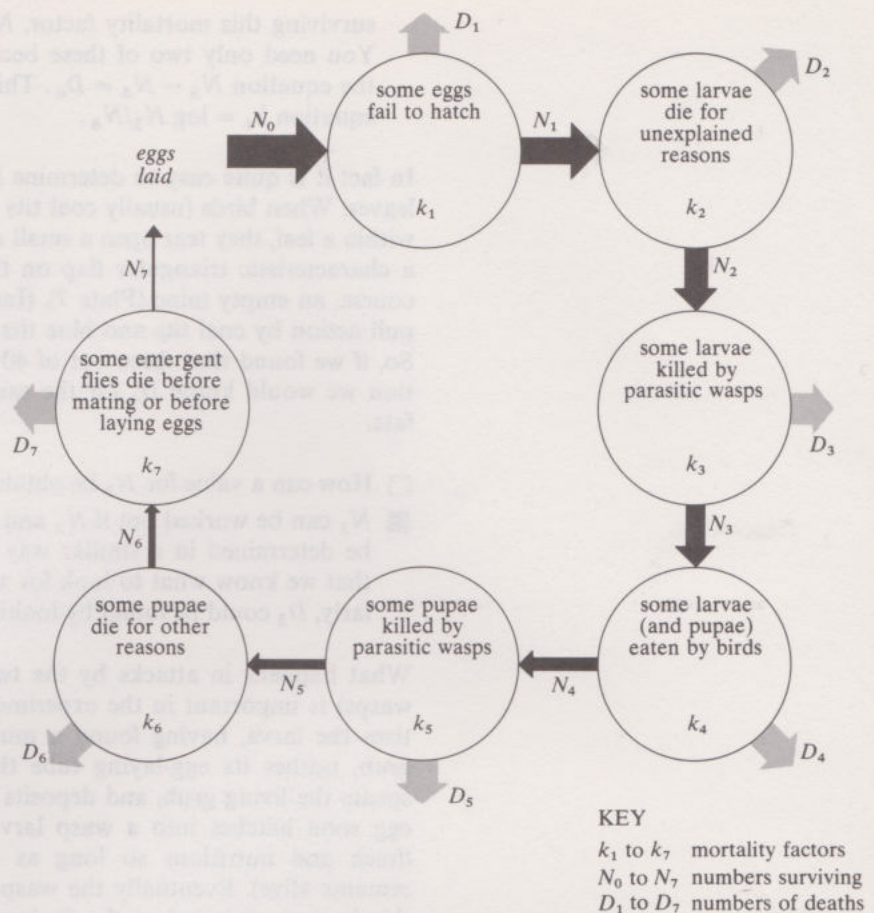 D₁
some eggs
fail to hatch
k₁
N₀
eggs
laid
N₁
D₂
some larvae
die for
unexplained
reasons
k₂
N₂
some larvae
killed by
parasitic wasps
k₃
D₃
N₃
some larvae
(and pupae)
eaten by birds
k₄
D₄
N₄
some pupae
killed by
parasitic wasps
k₅
D₅
N₅
some pupae
die for other
reasons
k₆
D₆
N₆
some emergent
flies die before
mating or before
laying eggs
k₇
D₇
N₇
KEY
k₁ to k₇ mortality factors
N₀ to N₇ numbers surviving
D₁ to D₇ numbers of deaths